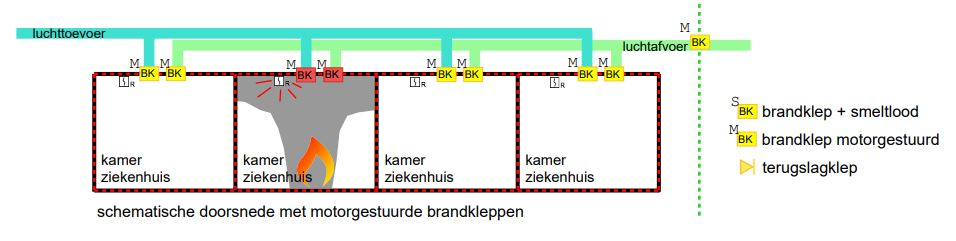 luchttoevoer
M
luchtafvoer BK
M M M M M M M M
BK BK BK BK BK BK BK BK
R R R R
S
BK brandklep + smeltlood
M
BK brandklep motorgestuurd
terugslagklep
kamer kamer kamer kamer
ziekenhuis ziekenhuis ziekenhuis ziekenhuis
schematische doorsnede met motorgestuurde brandkleppen